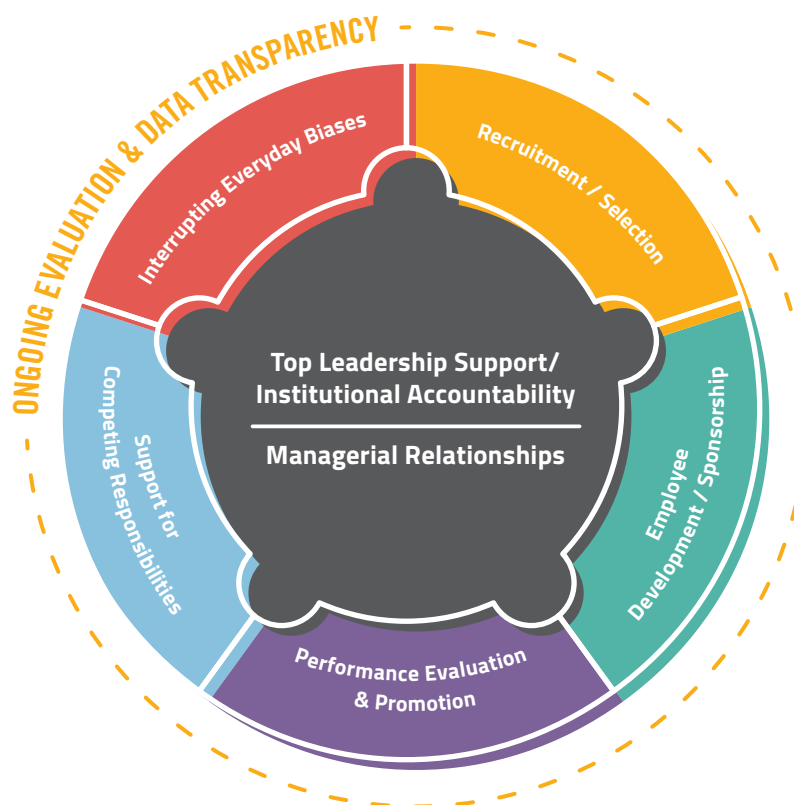 ONGOING EVALUATION & DATA TRANSPARENCY
Interrupting Everyday Biases
Recruitment / Selection
Top Leadership Support/
Institutional Accountability
Managerial Relationships
Employee
Development / Sponsorship
Support for
Competing Responsibilities
Performance Evaluation
& Promotion